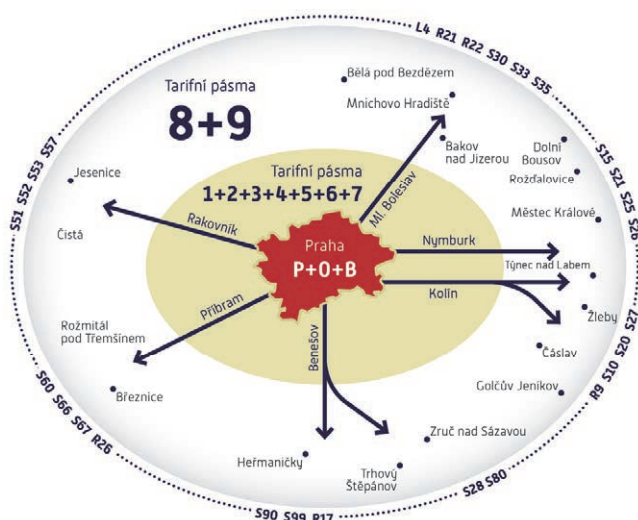 L4 R21 R22 S30 S33 S35
Tarifní pásma
8+9
Bělá pod Bezdězem
Mnichovo Hradiště
Bakov
nad Jizerou
Dolní
Bousov
Rožďalovice
S15 S21 S25 S26
S51 S52 S53 S57
Jesenice
Tarifní pásma
1+2+3+4+5+6+7
Ml. Boleslav
Městec Králové
Čistá
Rakovník
Praha
P+0+B
Nymburk
Týnec nad Labem
Kolín
Žleby
Příbram
Rožmitál
pod Třemšínem
Benešov
Čáslav
R9 S10 S20 S27
Březnice
Golčův Jeníkov
S60 S66 S67 R26
Zruč nad Sázavou
Heřmaničky
Trhový
Štěpánov
S28 S80
S90 S99 R17